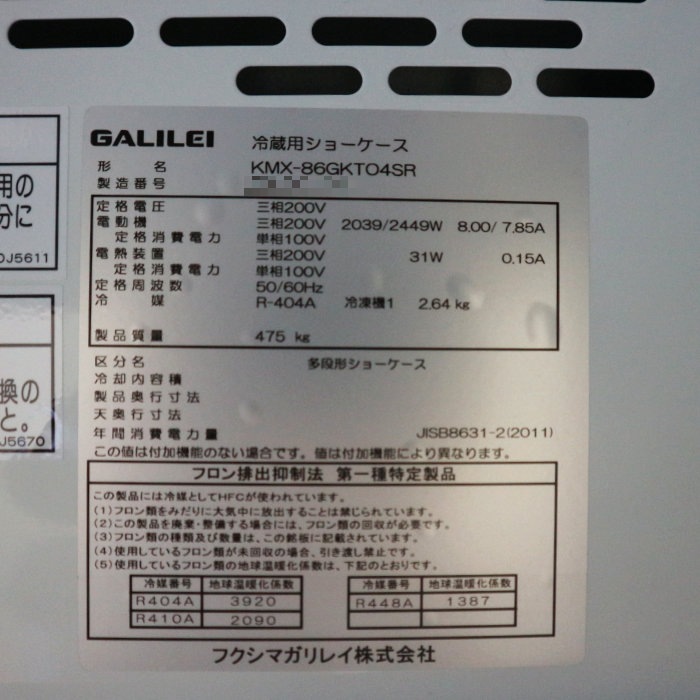 用の
分に
DJ5611
換の
と。
J5670
GALILEI 冷蔵用ショーケース
形名 KMX-86GKTO4SR
製造番号
定格電圧 三相200V
電動機 三相200V 2039/2449W 8.00/ 7.85A
定格消費電力 単相100V
電熱装置 三相200V 31W 0.15A
定格消費電力 単相100V
定格周波数 50/60Hz
冷媒 R-404A 冷凍機1 2.64 kg
製品質量 475 kg
区分名 多段形ショーケース
冷却内容積
製品奥行寸法
天奥行寸法
年間消費電力量 JISB8631-2(2011)
この値は付加機能のない場合です。付加機能により異なります。
フロン排出抑制法 第一種特定製品
この製品には冷媒としてHFCが使われています。
(1)フロン類をみだりに大気中に放出することは禁じられています。
(2)この製品を廃棄・整備する場合には、フロン類の回収が必要です。
(3)フロン類の種類及び数量は、この銘板に記載されています。
(4)使用しているフロン類が未回収の場合、引き渡し禁止です。
(5)使用しているフロン類の地球温暖化係数は、下記のとおりです。
冷媒番号 地球温暖化係数 冷媒番号 地球温暖化係数
R404A 3920 R448A 1387
R410A 2090
フクシマガリレイ株式会社